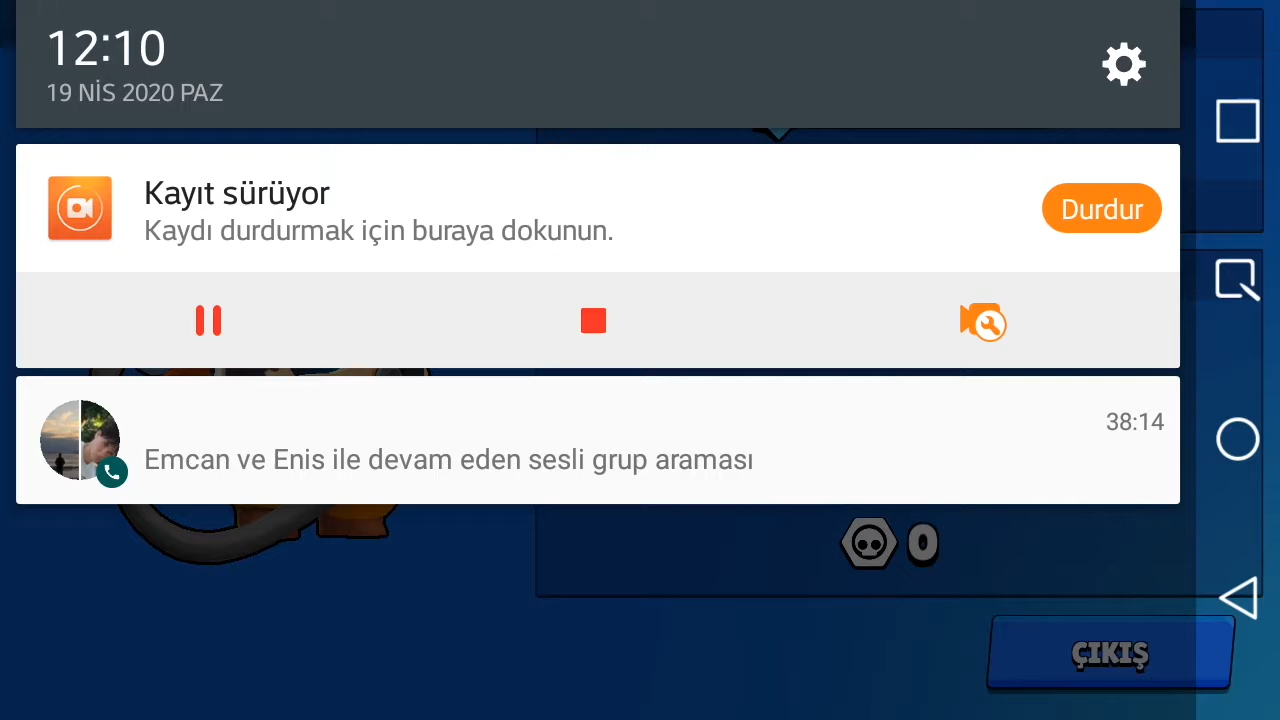 12:10
19 NİS 2020 PAZ
Kayıt sürüyor
Kaydı durdurmak için buraya dokunun.
Durdur
38:14
Emcan ve Enis ile devam eden sesli grup araması
0
ÇIKIŞ